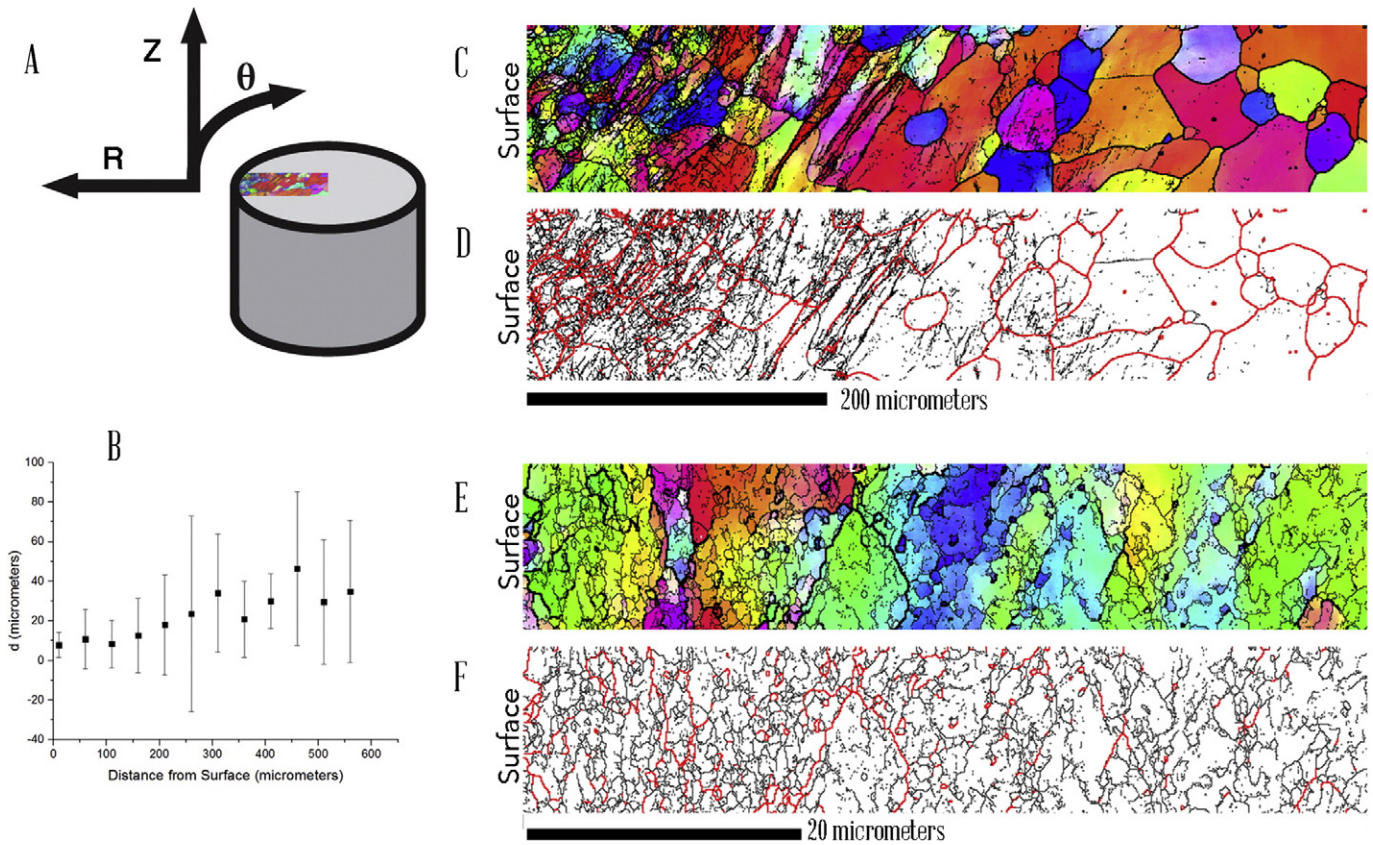 A
Z
θ
R
B
100
80
60
40
20
0
-20
-40
d (micrometers)
0 100 200 300 400 500 600
Distance from Surface (micrometers)
C
Surface
D
Surface
200 micrometers
E
Surface
F
Surface
20 micrometers